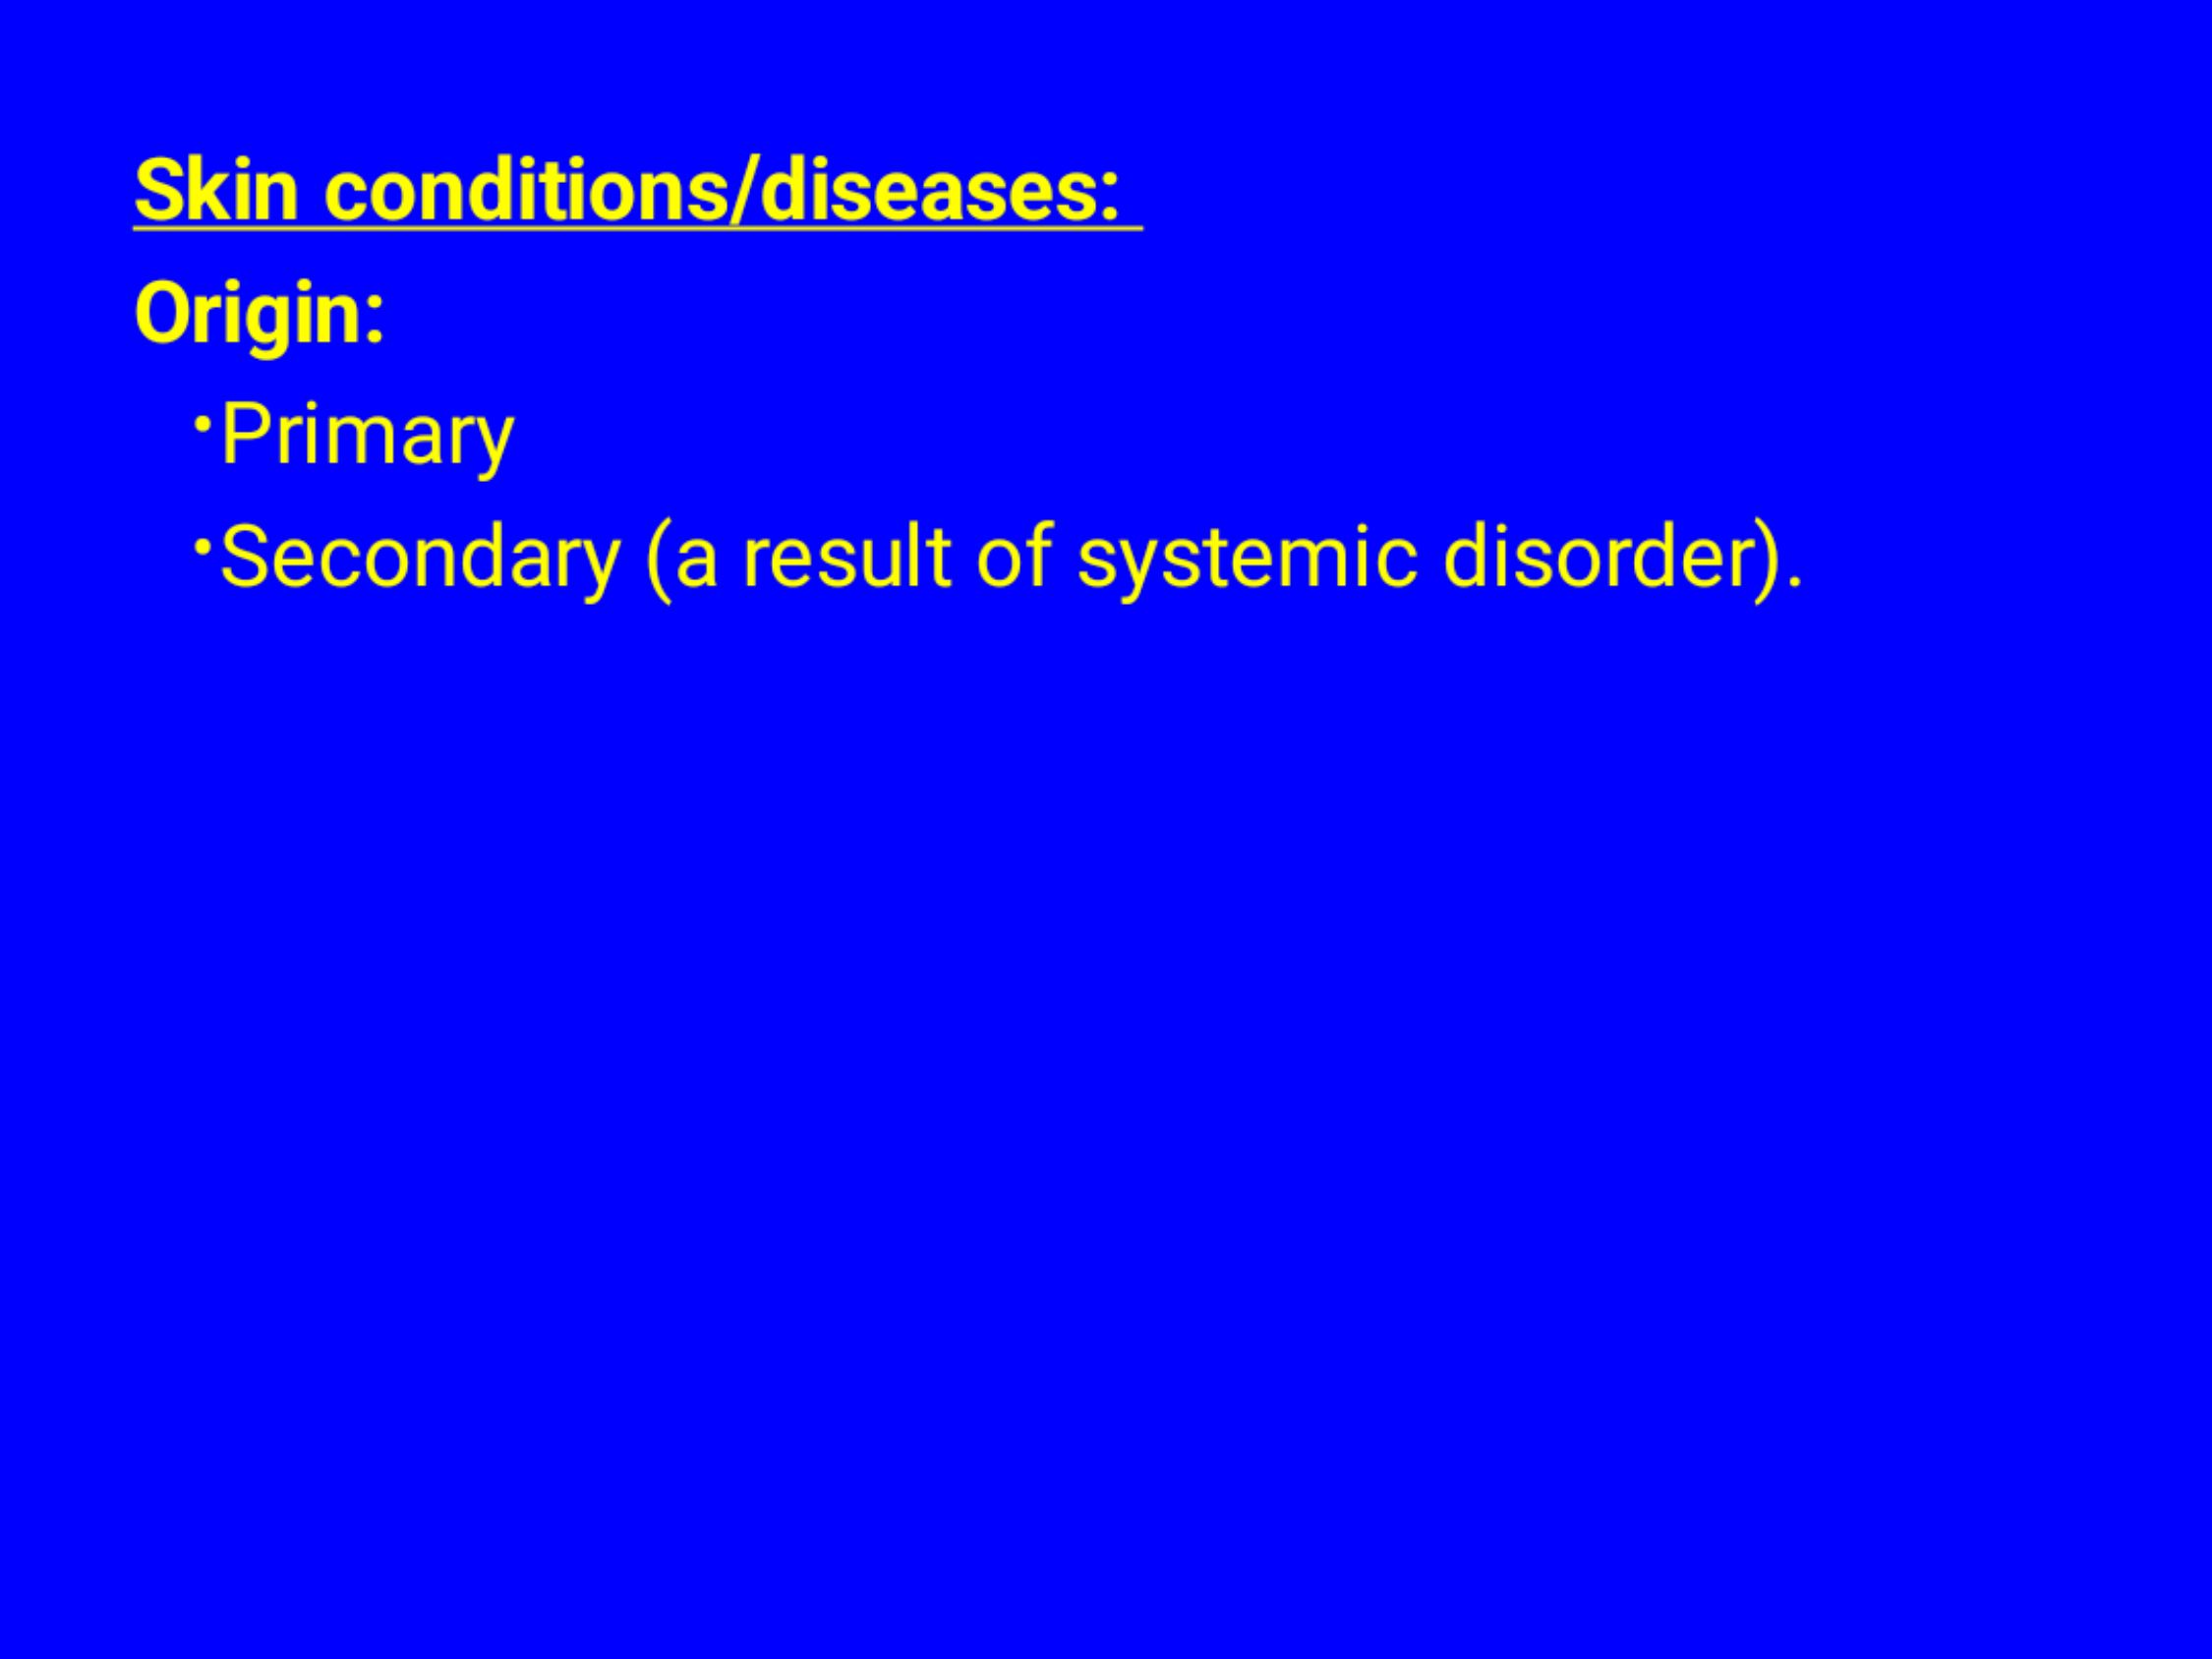 Skin conditions/diseases:
Origin:
•Primary
•Secondary (a result of systemic disorder).